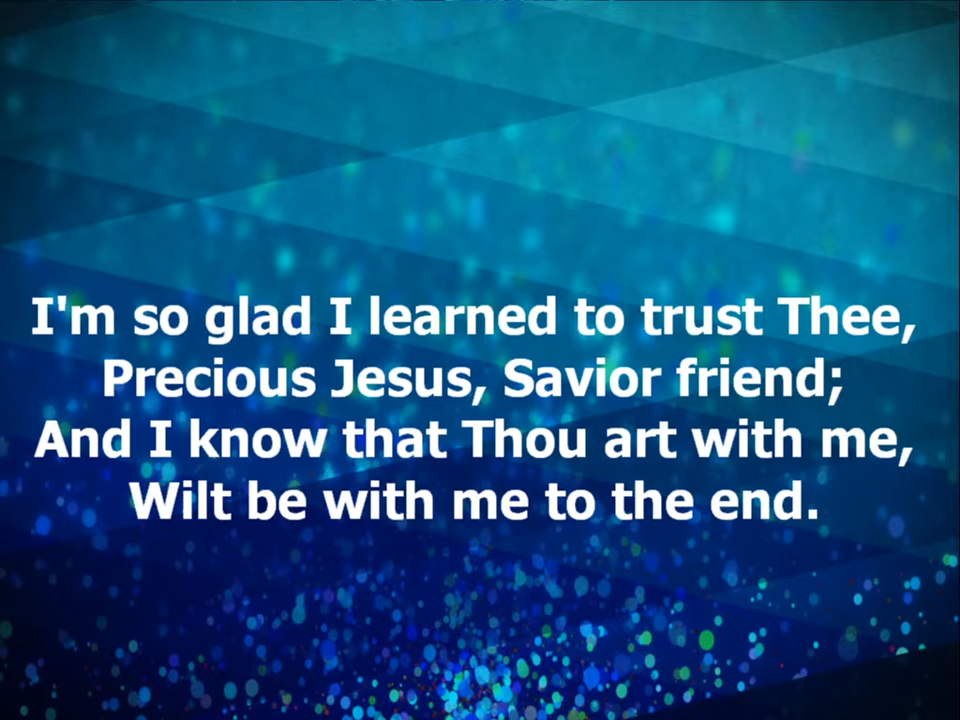 I'm so glad I learned to trust Thee,
Precious Jesus, Savior friend;
And I know that Thou art with me,
Wilt be with me to the end.